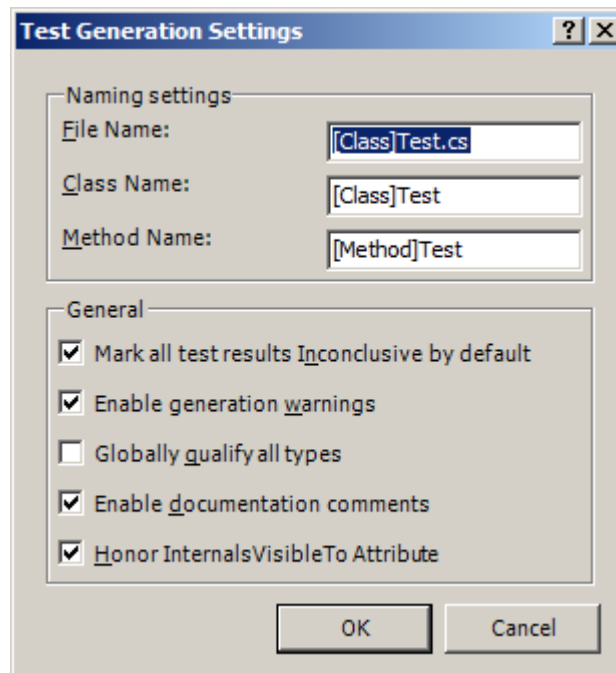 Test Generation Settings
Naming settings
File Name: [Class]Test.cs
Class Name: [Class]Test
Method Name: [Method]Test
General
Mark all test results Inconclusive by default
Enable generation warnings
Globally qualify all types
Enable documentation comments
Honor InternalsVisibleTo Attribute
OK Cancel